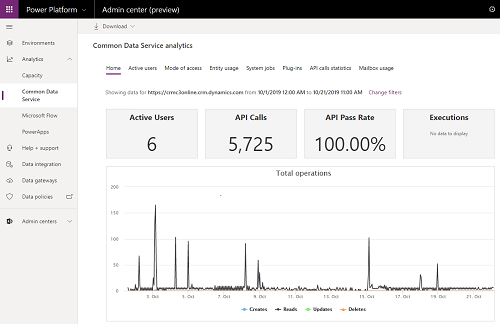 Power Platform Admin center (preview)
Download
Environments
Analytics
Capacity
Common Data
Service
Microsoft Flow
PowerApps
Help + support
Data integration
Data gateways
Data policies
Admin centers
Common Data Service analytics
Home Active users Mode of access Entity usage System jobs Plug-ins API calls statistics Mailbox usage
Showing data for https://crmc3online.crm.dynamics.com from 10/1/2019 12:00 AM to 10/21/2019 11:00 AM Change filters
Active Users API Calls API Pass Rate Executions
6 5,725 100.00% No data to display
Total operations
200
150
100
50
0
3. Oct 5. Oct 7. Oct 9. Oct 11. Oct 13. Oct 15. Oct 17. Oct 19. Oct 21. Oct
Creates Reads Updates Deletes